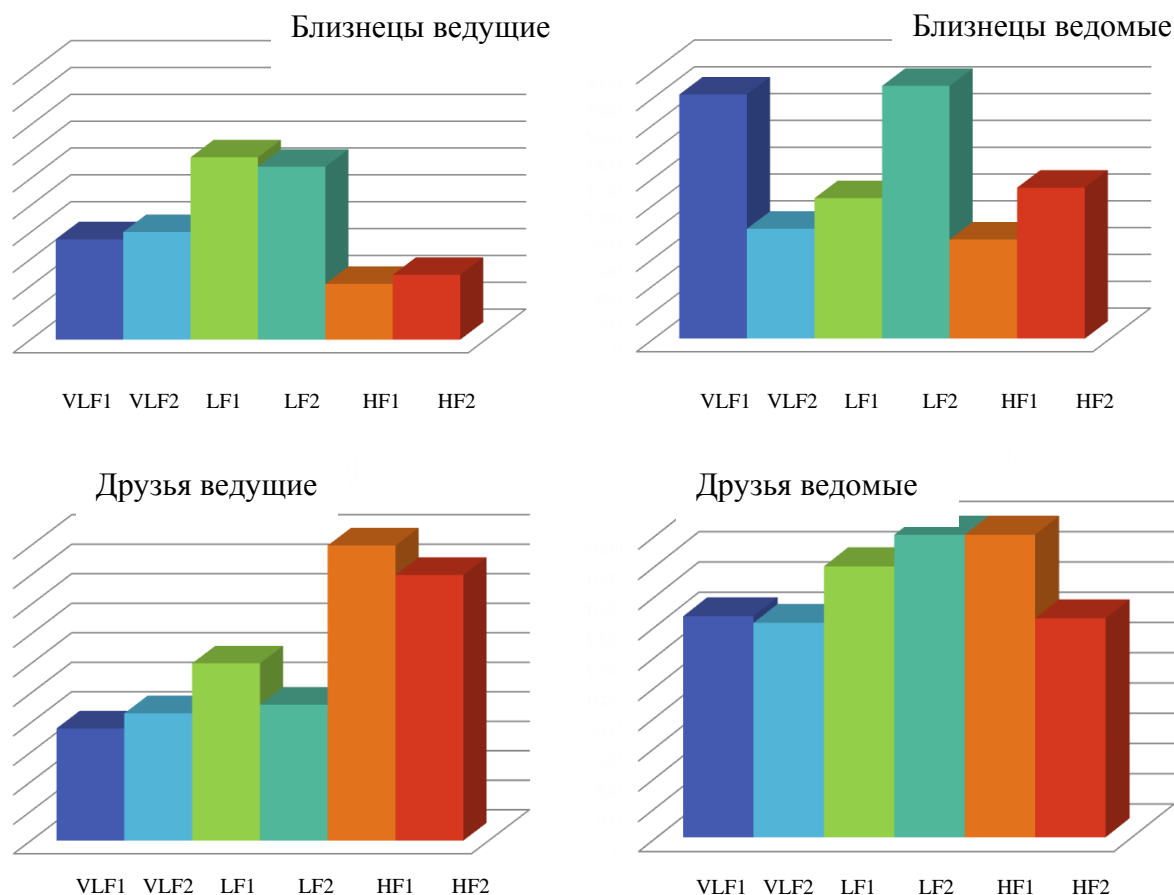 Близнецы ведущие
Близнецы ведомые
VLF1 VLF2 LF1 LF2 HF1 HF2
VLF1 VLF2 LF1 LF2 HF1 HF2
Друзья ведущие
Друзья ведомые
VLF1 VLF2 LF1 LF2 HF1 HF2
VLF1 VLF2 LF1 LF2 HF1 HF2